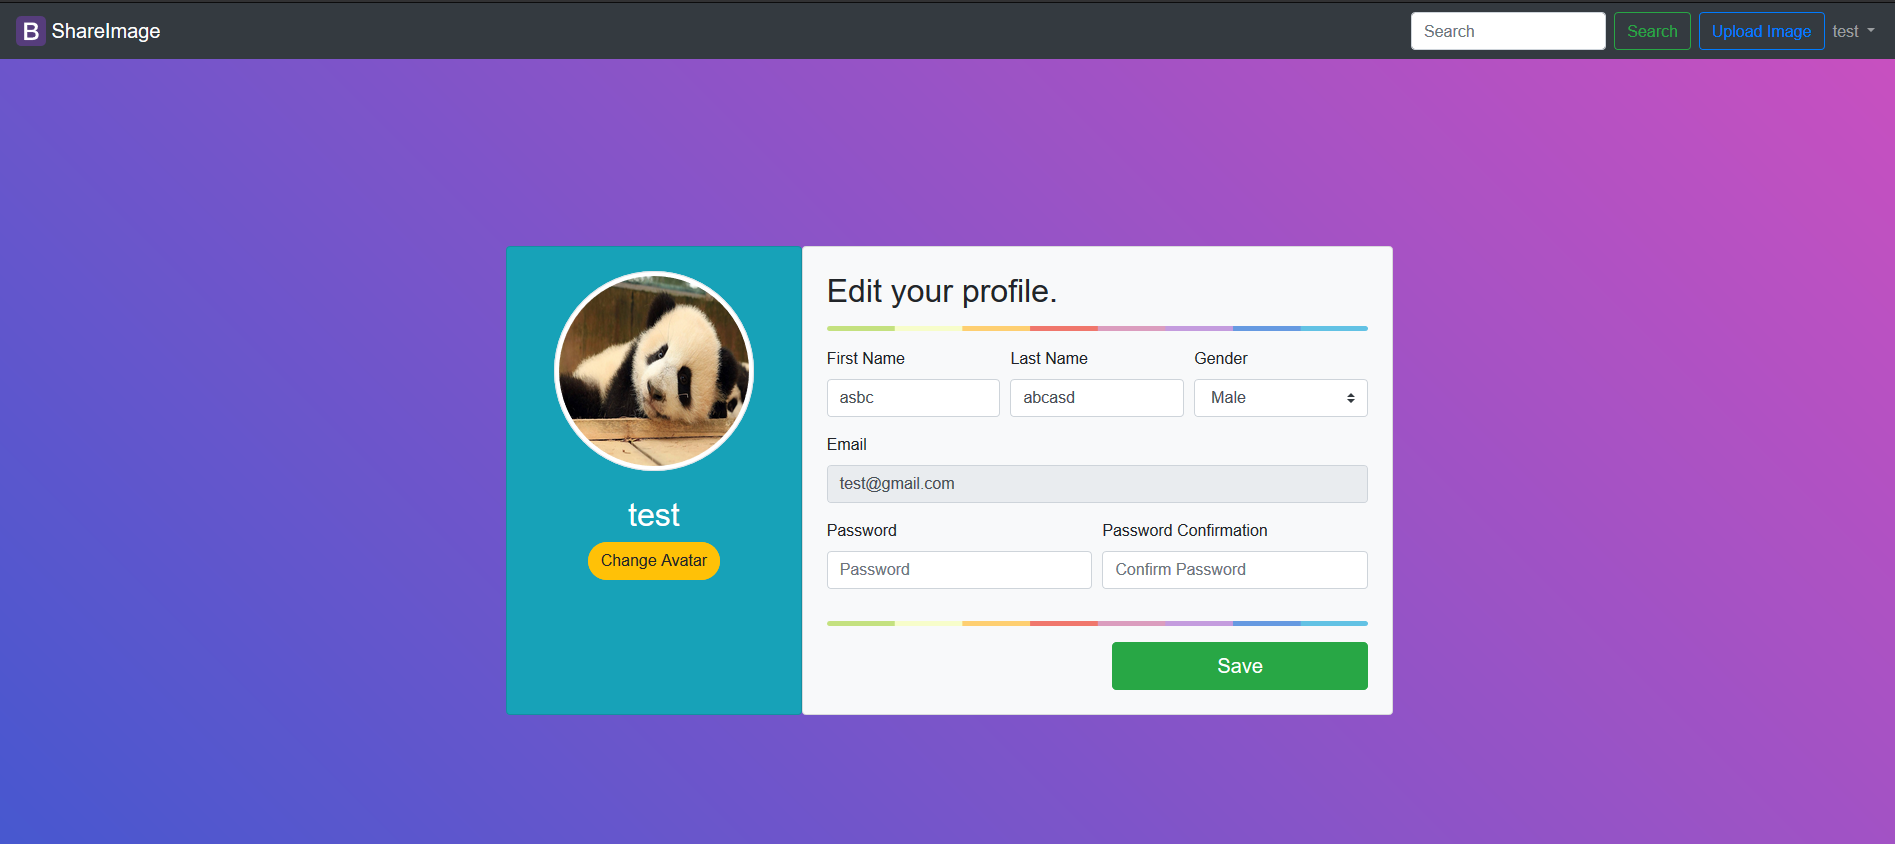 B ShareImage Search Search Upload Image test
Edit your profile.
First Name Last Name Gender
asbc abcasd Male
Email
test@gmail.com
test
Change Avatar
Password Password Confirmation
Password Confirm Password
Save